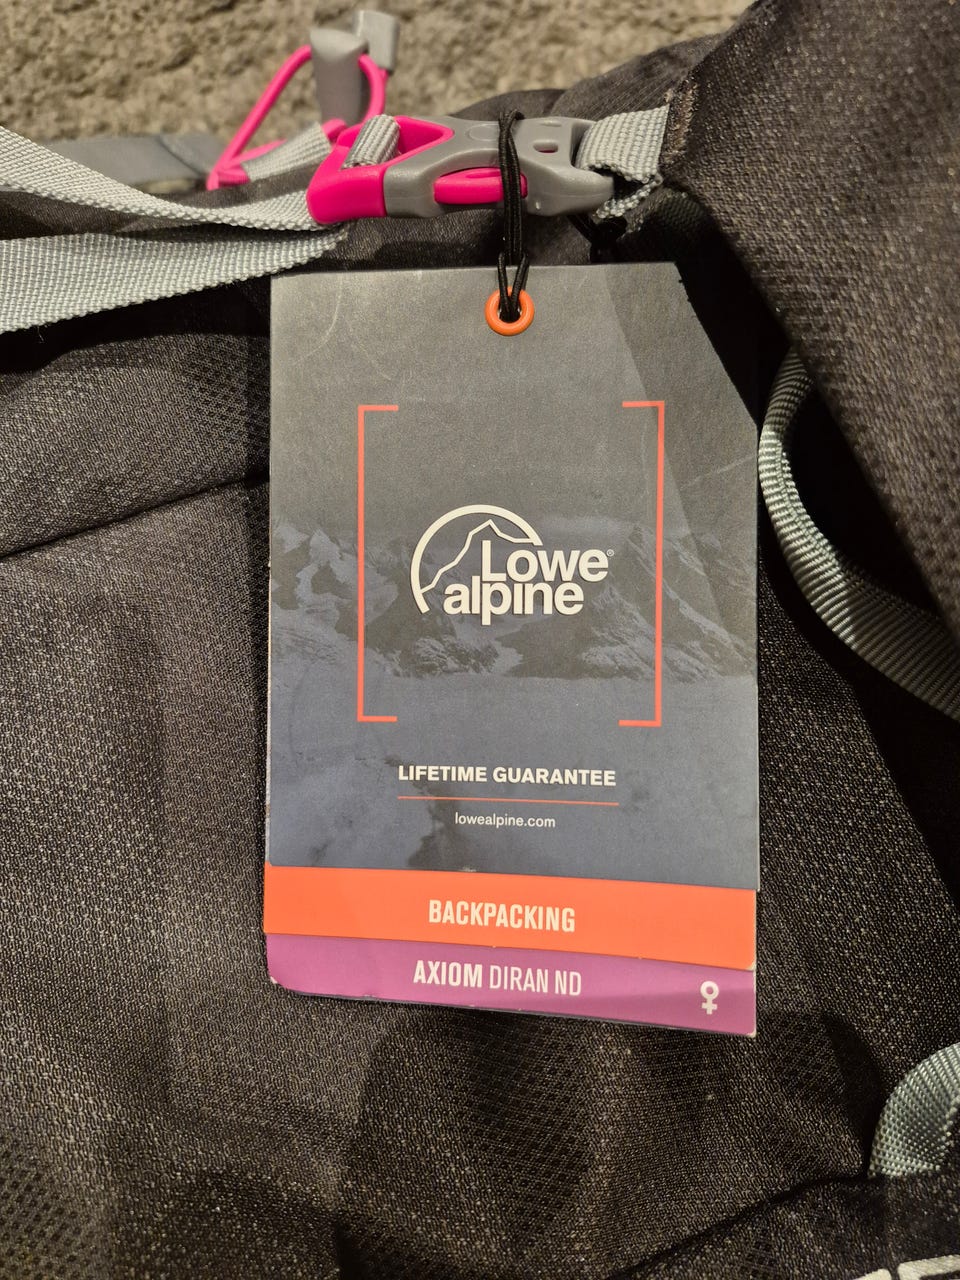 Lowe®
alpine
LIFETIME GUARANTEE
lowealpine.com
BACKPACKING
AXIOM DIRAN ND